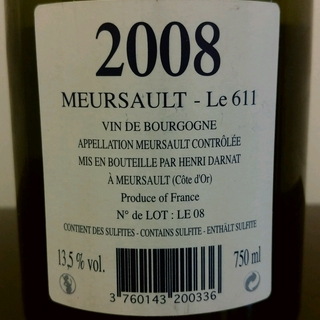 2008
MEURSAULT - Le 611
VIN DE BOURGOGNE
APPELLATION MEURSAULT CONTRÔLÉE
MIS EN BOUTEILLE PAR HENRI DARNAT
À MEURSAULT (Côte d'Or)
Produce of France
N° de LOT : LE 08
CONTIENT DES SULFITES - CONTAINS SULFITE - ENTHÄLT SULFITE
13,5 % vol. 750 ml
3 760143 200336